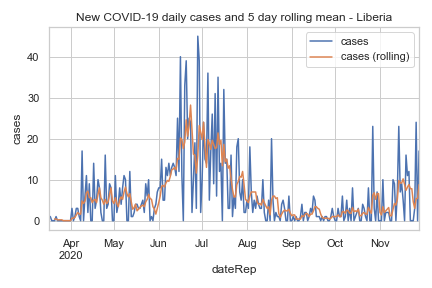 New COVID-19 daily cases and 5 day rolling mean - Liberia
cases
cases (rolling)
40
30
20
10
0
cases
Apr May Jun Jul Aug Sep Oct Nov
2020
dateRep